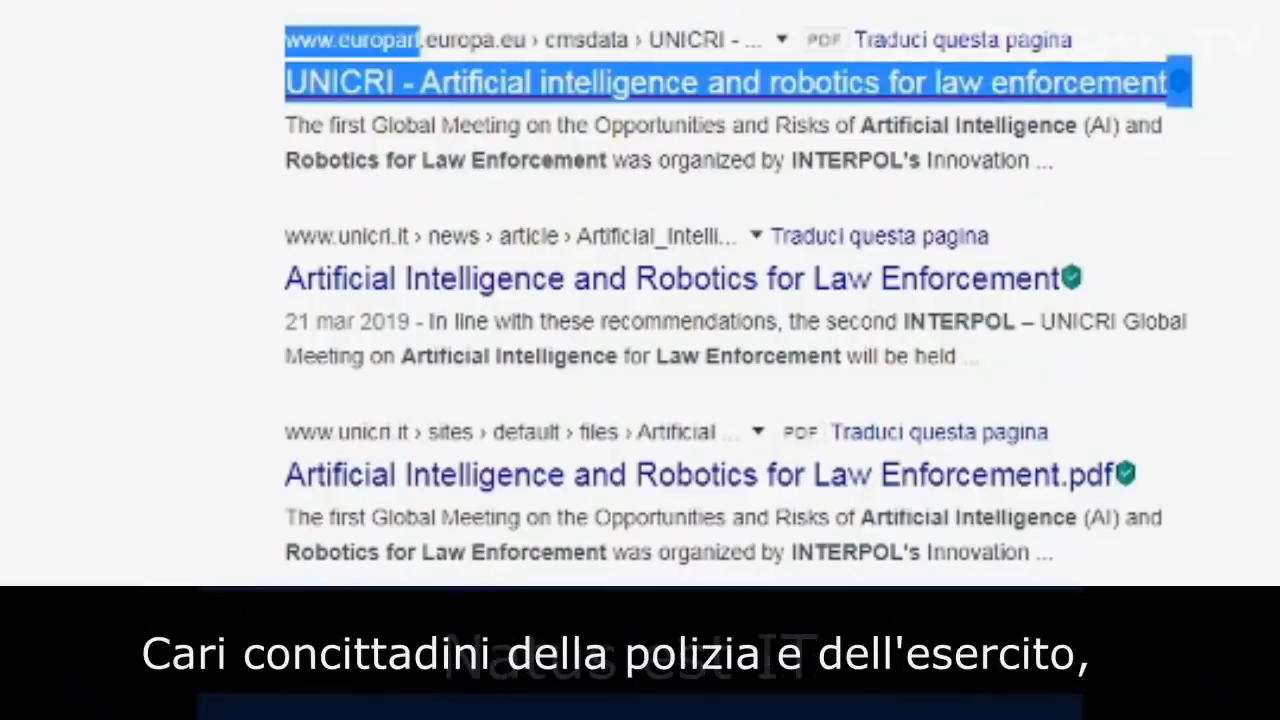 www.europarl.europa.eu › cmsdata › UNICRI - ... ▼ PDF Traduci questa pagina
UNICRI - Artificial intelligence and robotics for law enforcement
The first Global Meeting on the Opportunities and Risks of Artificial Intelligence (AI) and
Robotics for Law Enforcement was organized by INTERPOL's Innovation ...
www.unicri.it › news › article › Artificial_Intelli... ▼ Traduci questa pagina
Artificial Intelligence and Robotics for Law Enforcement
21 mar 2019 - In line with these recommendations, the second INTERPOL – UNICRI Global
Meeting on Artificial Intelligence for Law Enforcement will be held ...
www.unicri.it › sites › default › files › Artificial ... ▼ PDF Traduci questa pagina
Artificial Intelligence and Robotics for Law Enforcement.pdf
The first Global Meeting on the Opportunities and Risks of Artificial Intelligence (AI) and
Robotics for Law Enforcement was organized by INTERPOL's Innovation ...
Cari concittadini della polizia e dell'esercito,